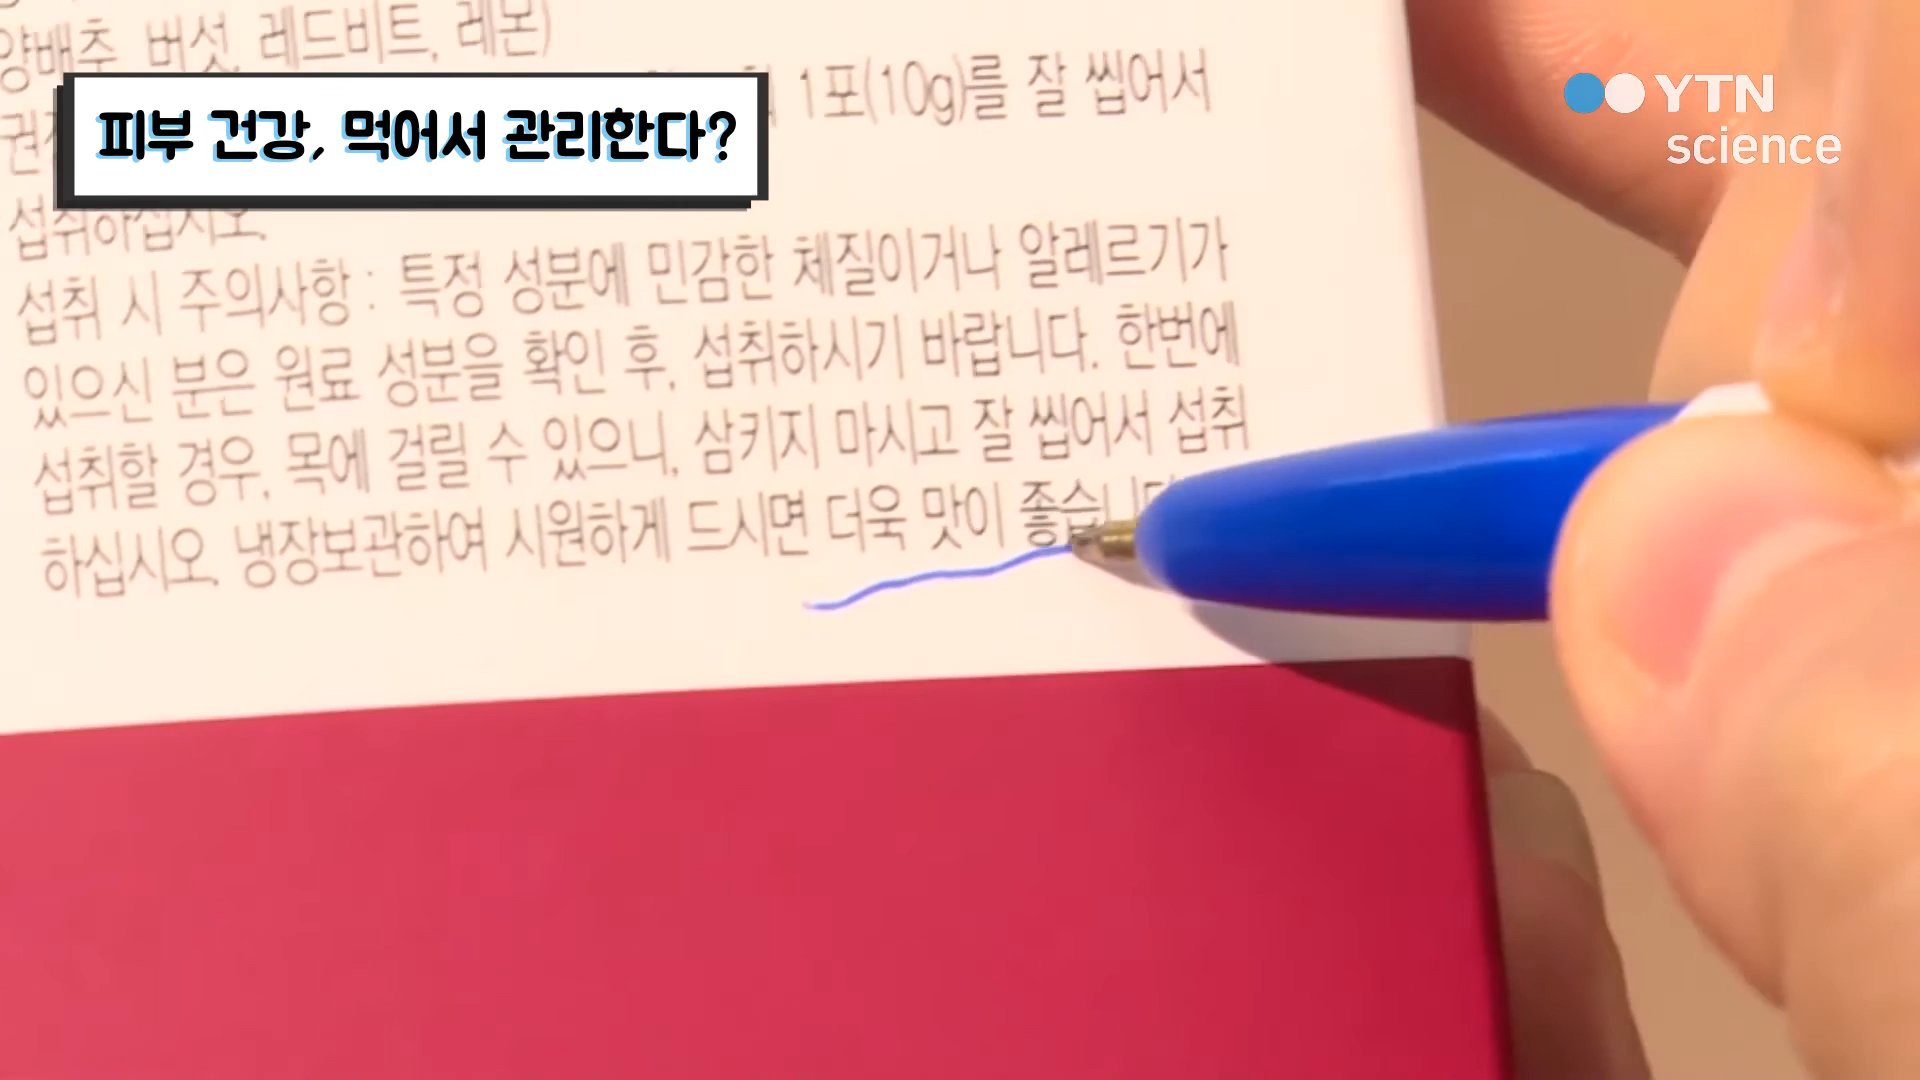 양배추, 버섯, 레드비트, 레몬)
1포(10g)를 잘 씹어서
섭취하십시오.
섭취 시 주의사항 : 특정 성분에 민감한 체질이거나 알레르기가
있으신 분은 원료 성분을 확인 후, 섭취하시기 바랍니다. 한번에
섭취할 경우, 목에 걸릴 수 있으니, 삼키지 마시고 잘 씹어서 섭취
하십시오. 냉장보관하여 시원하게 드시면 더욱 맛이
피부 건강, 먹어서 관리한다?
YTN
science